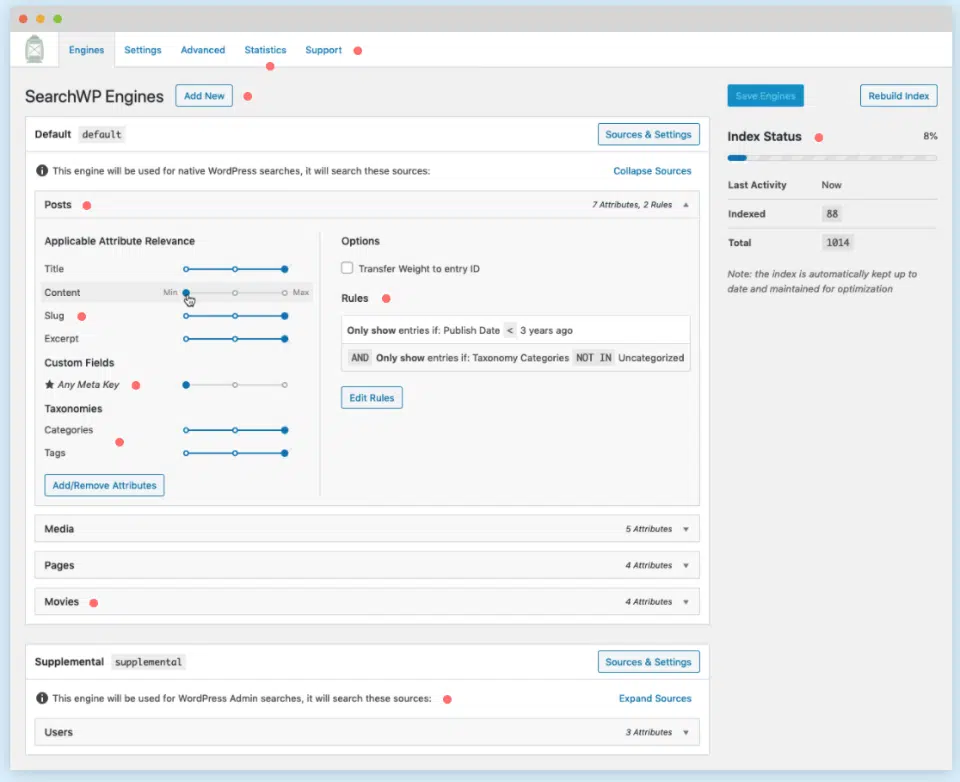 Engines Settings Advanced Statistics Support
SearchWP Engines Add New
Save Engines Rebuild Index
Default default Sources & Settings
This engine will be used for native WordPress searches, it will search these sources: Collapse Sources
Posts 7 Attributes, 2 Rules
Applicable Attribute Relevance
Title
Content Min Max
Slug
Excerpt
Custom Fields
Any Meta Key
Taxonomies
Categories
Tags
Add/Remove Attributes
Options
Transfer Weight to entry ID
Rules
Only show entries if: Publish Date < 3 years ago
AND Only show entries if: Taxonomy Categories NOT IN Uncategorized
Edit Rules
Media 5 Attributes
Pages 4 Attributes
Movies 4 Attributes
Supplemental supplemental Sources & Settings
This engine will be used for WordPress Admin searches, it will search these sources: Expand Sources
Users 3 Attributes
Index Status 8%
Last Activity Now
Indexed 88
Total 1014
Note: the index is automatically kept up to
date and maintained for optimization